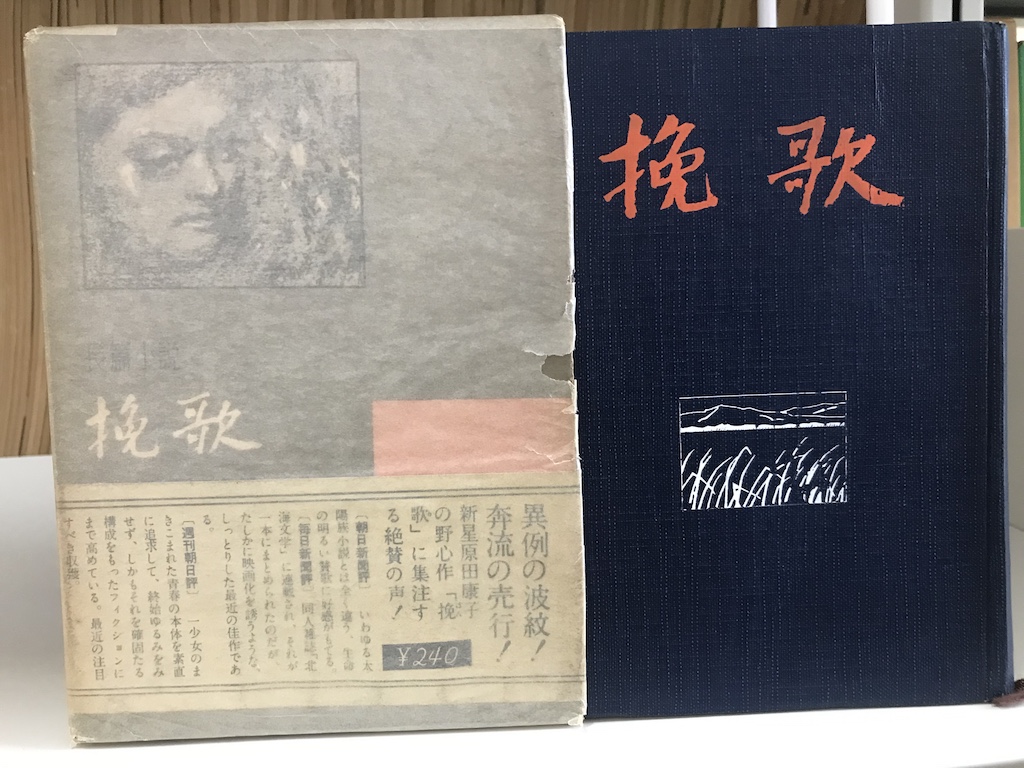 長編小説
挽歌
異例の波紋！
奔流の売行！
新星原田康子
の野心作「挽
歌」に集注す
る絶賛の声！
￥240
〔朝日新聞評〕　いわゆる太
陽族小説とは全く違う、生命
の明るい賛歌に好感がもてる。
〔毎日新聞評〕　同人雑誌「北
海文学」に連載され、それが
一本にまとめられたのだが、
たしかに映画化を誘うような、
しっとりした最近の佳作であ
る。
〔週刊朝日評〕　一少女のま
きこまれた青春の本体を素直
に追求して、終始ゆるみをみ
せず、しかもそれを確固たる
構成をもったフィクションに
まで高めている。最近の注目
すべき収穫
挽歌